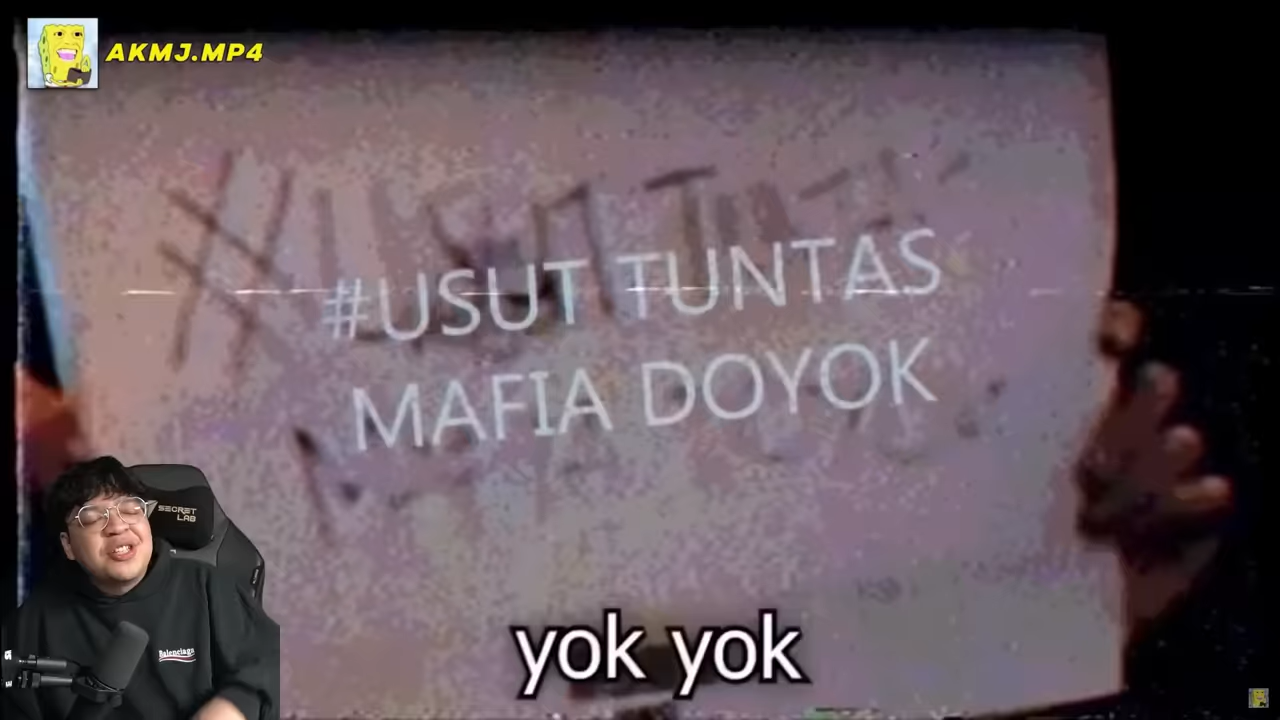 AKMJ.MP4
#USUT TUNTAS
MAFIA DOYOK
SECRET
LAB
Balenciaga
yok yok